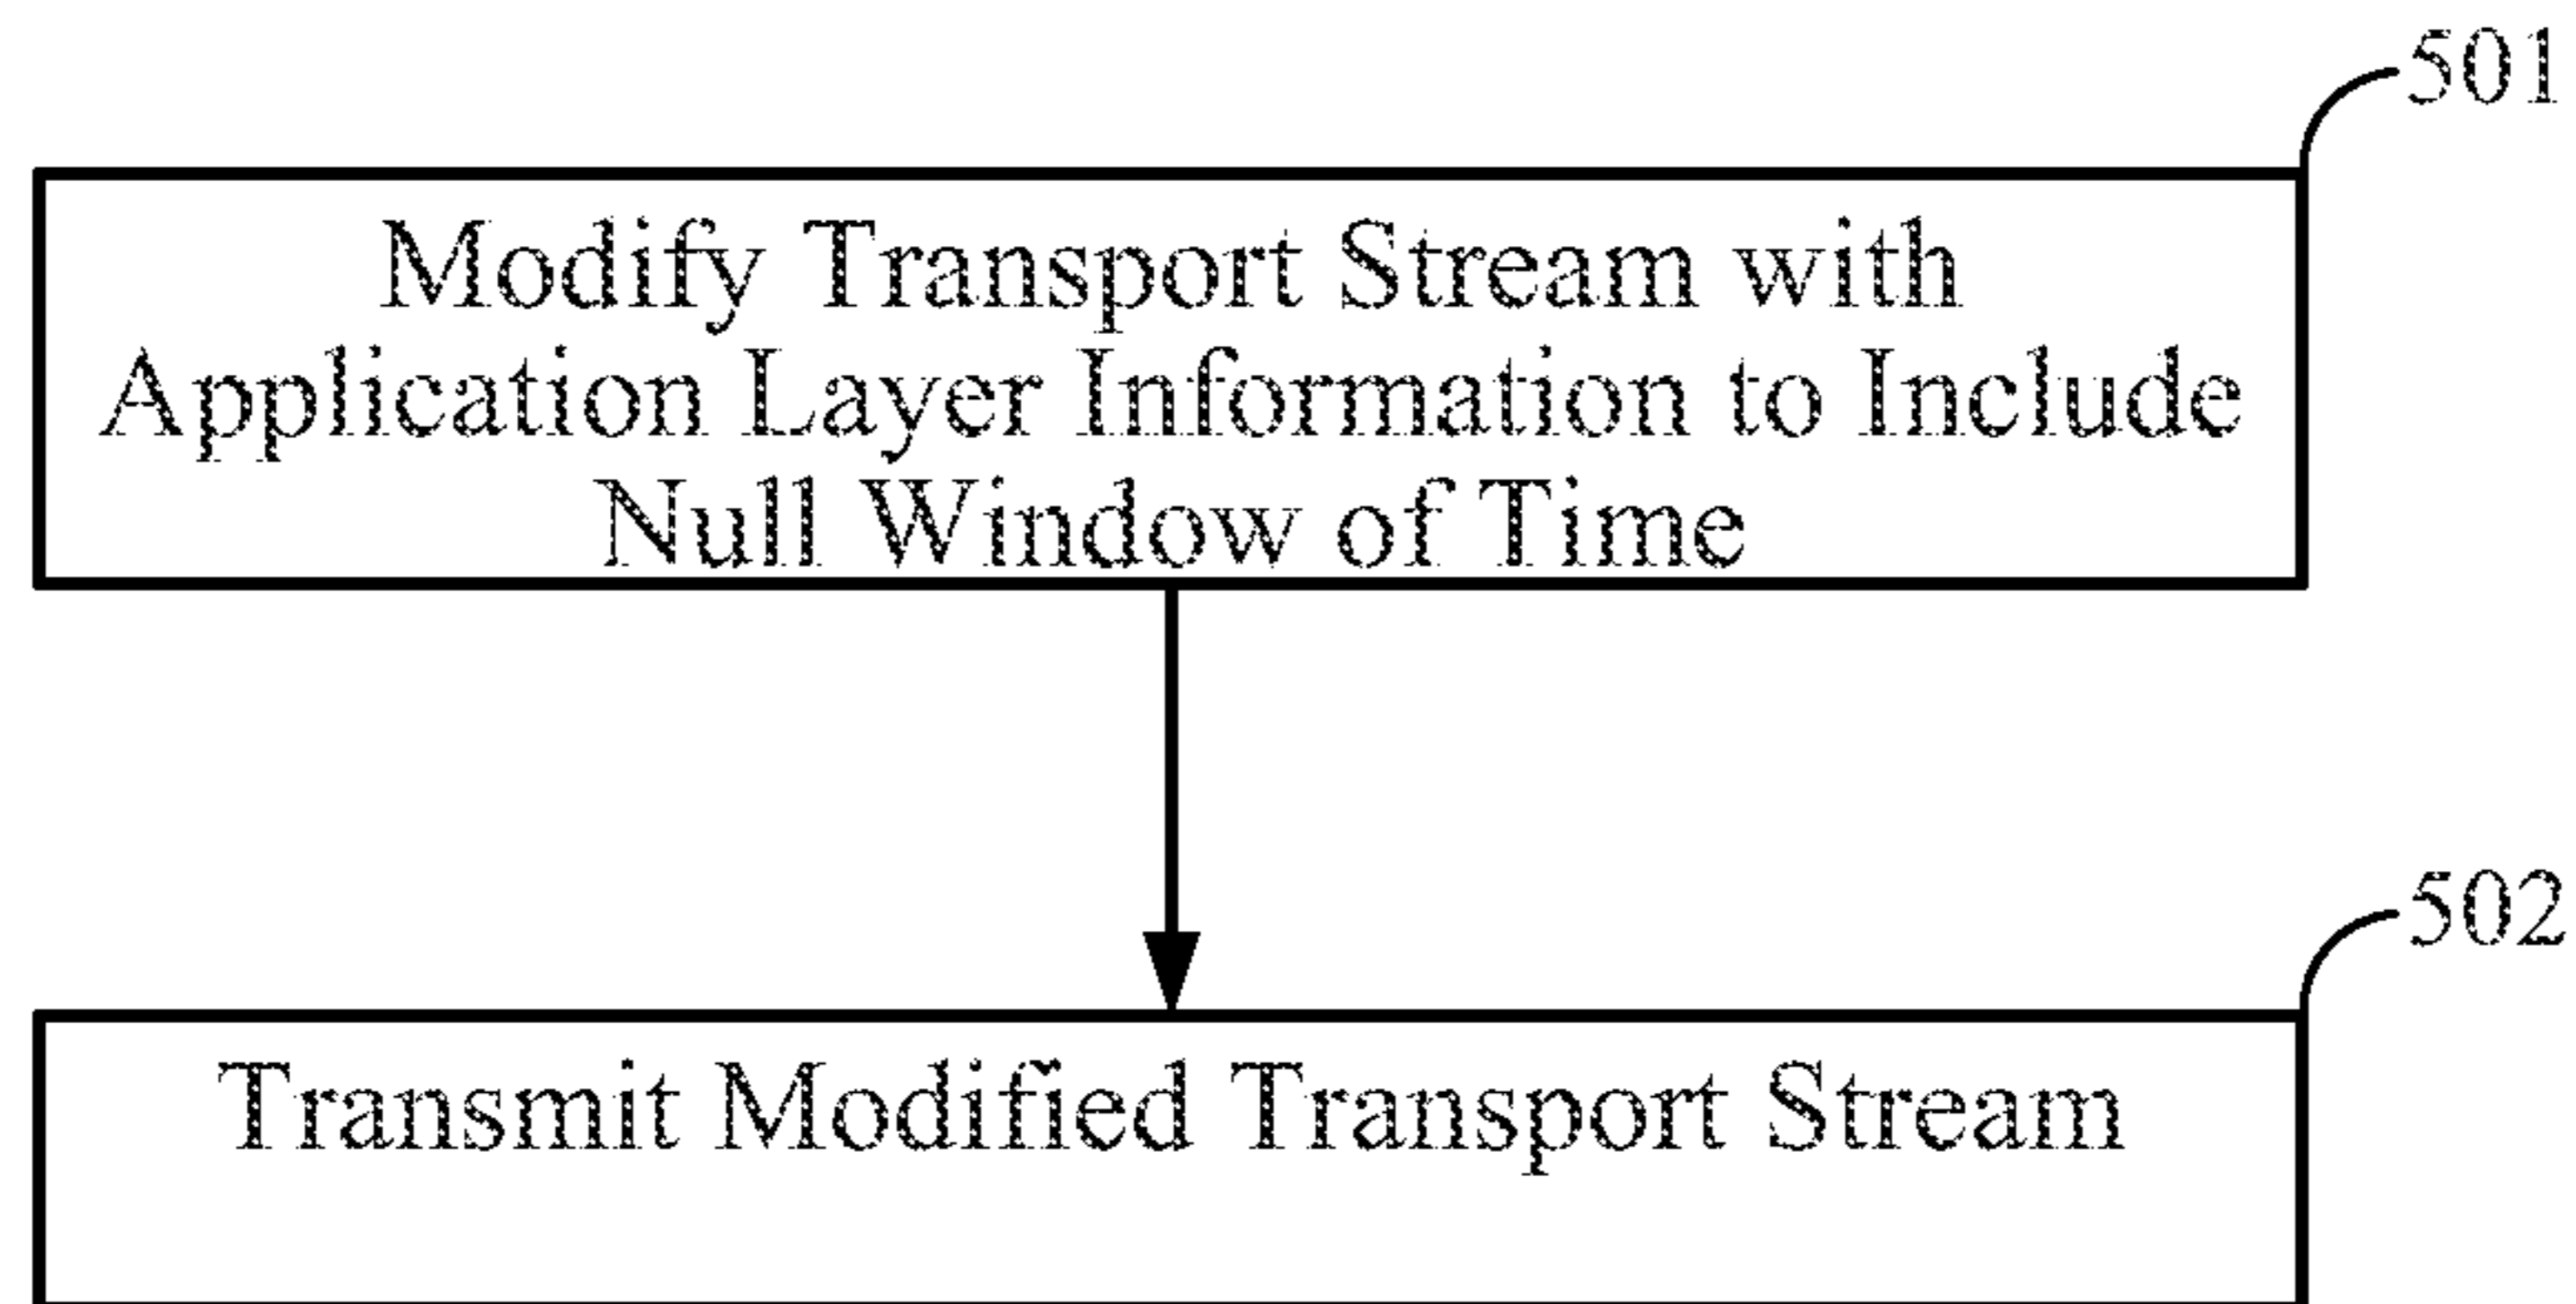 501
Modify Transport Stream with
Application Layer Information to Include
Null Window of Time
502
Transmit Modified Transport Stream